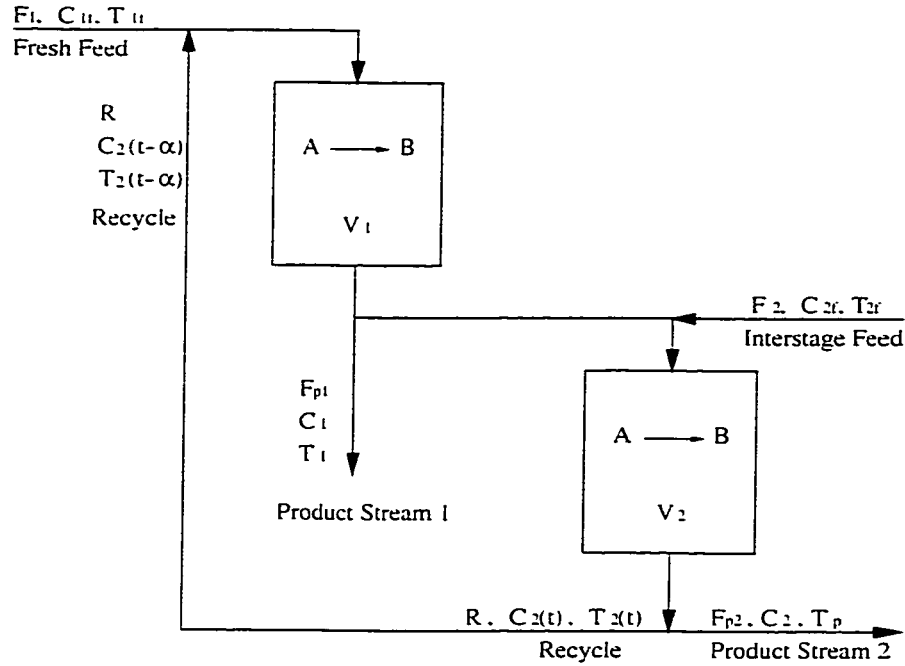 F₁, C₁f, T₁f
Fresh Feed
R
C₂(t-α)
T₂(t-α)
Recycle
A B
V₁
F₂, C₂f, T₂f
Interstage Feed
Fp1
C₁
T₁
Product Stream 1
A B
V₂
R, C₂(t), T₂(t)
Recycle
Fp2, C₂, Tp
Product Stream 2